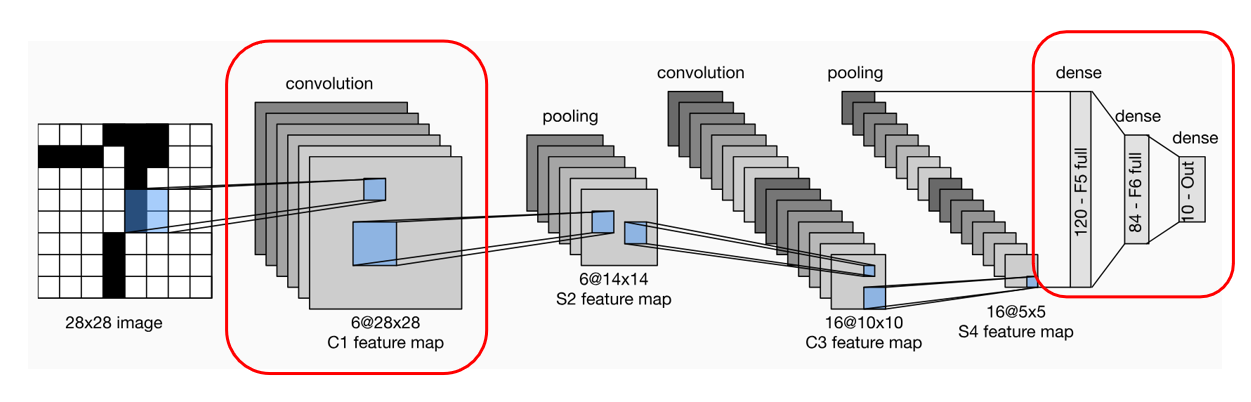 convolution
pooling
convolution
pooling
dense
dense
dense
120 - F5 full
84 - F6 full
10 - Out
28x28 image
6@28x28
C1 feature map
6@14x14
S2 feature map
16@10x10
C3 feature map
16@5x5
S4 feature map